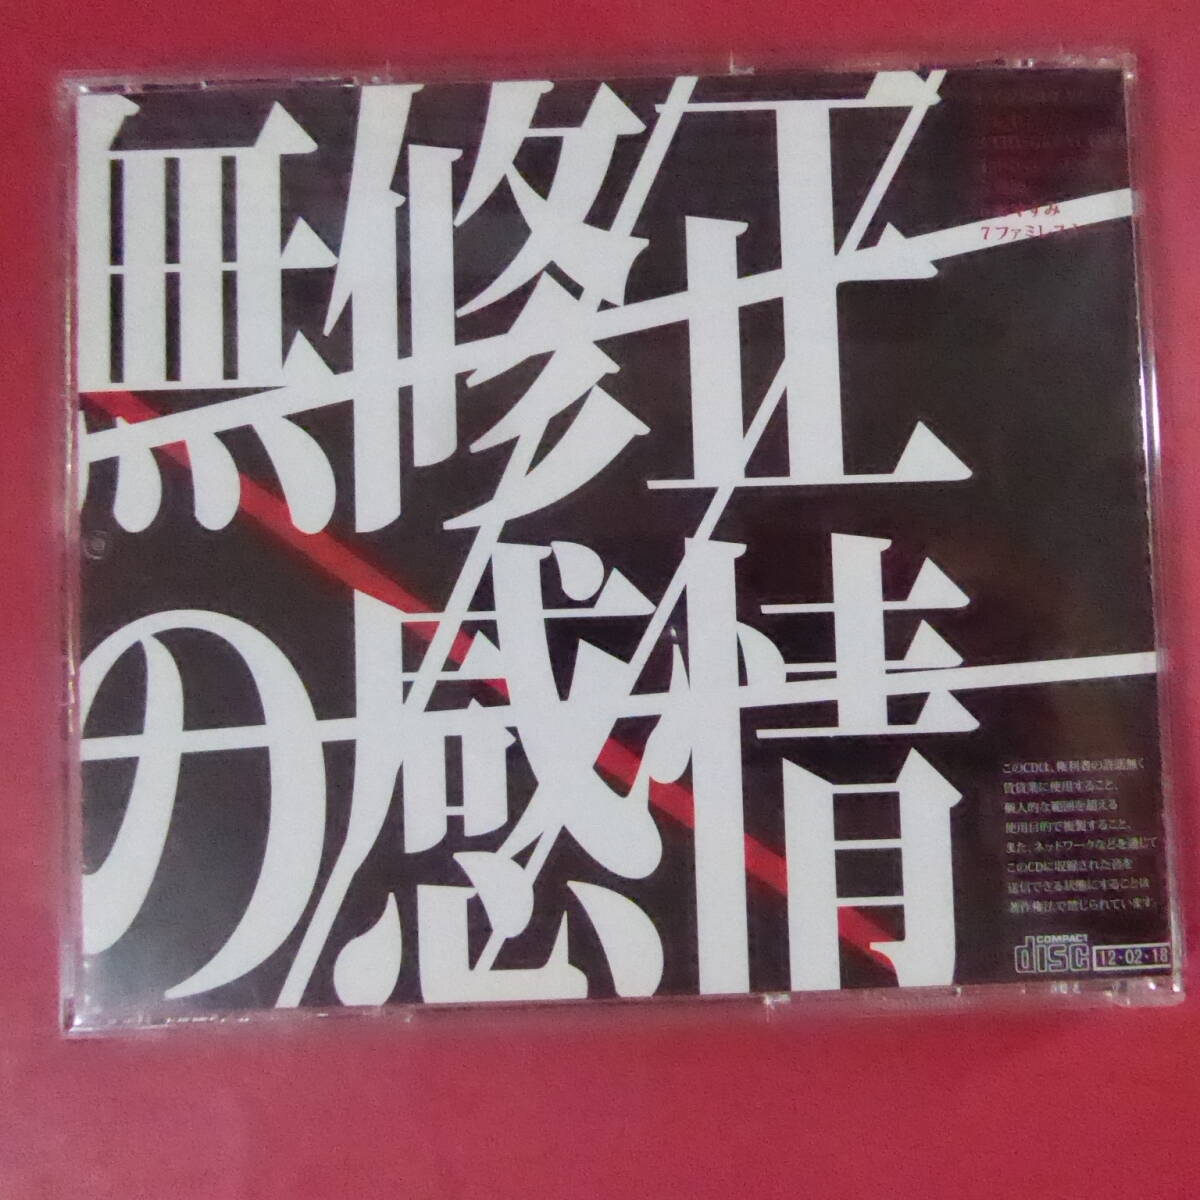 無修正
の感情
やすみ
7 ファミレス
このCDは、権利者の許諾無く
賃貸業に使用すること、
個人的な範囲を超える
使用目的で複製すること、
また、ネットワークなどを通じて
このCDに収録された音を
送信できる状態にすることは
著作権法で禁じられています。
COMPACT
disc
12・02・18